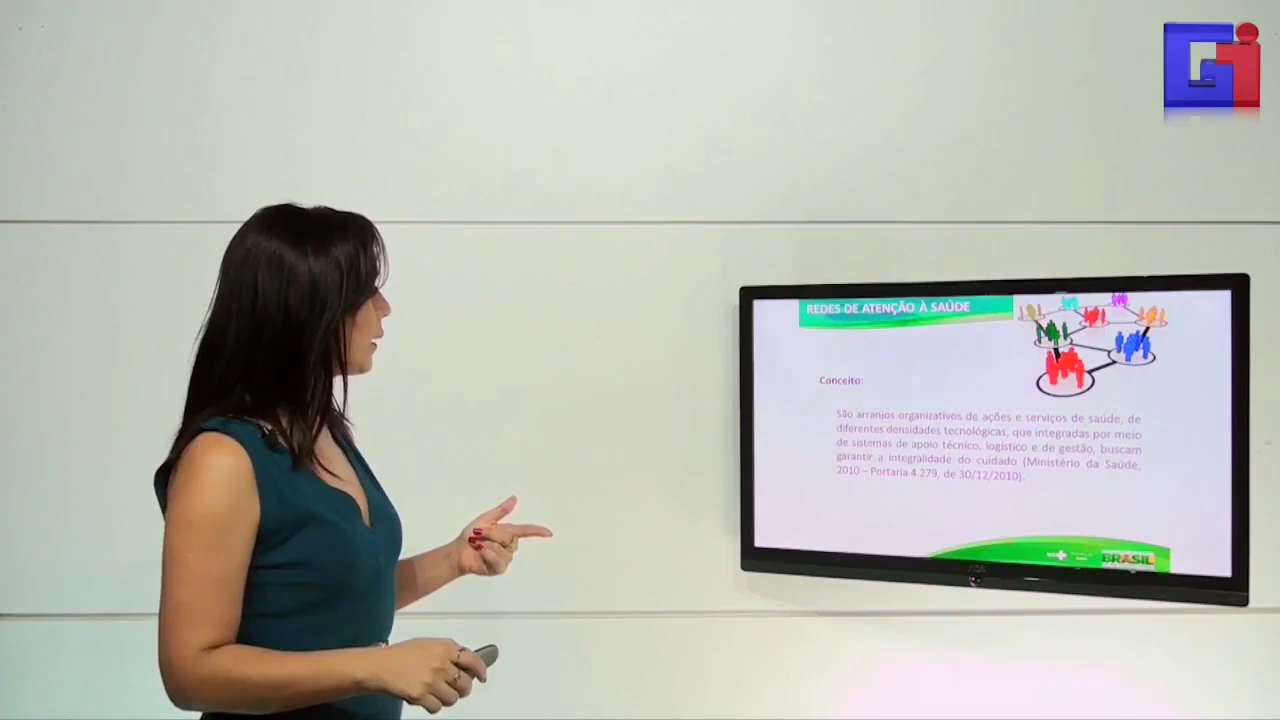 REDES DE ATENÇÃO À SAÚDE
Conceito:
São arranjos organizativos de ações e serviços de saúde, de
diferentes densidades tecnológicas, que integradas por meio
de sistemas de apoio técnico, logístico e de gestão, buscam
garantir a integralidade do cuidado (Ministério da Saúde,
2010 – Portaria 4.279, de 30/12/2010).
BRASIL
AOC